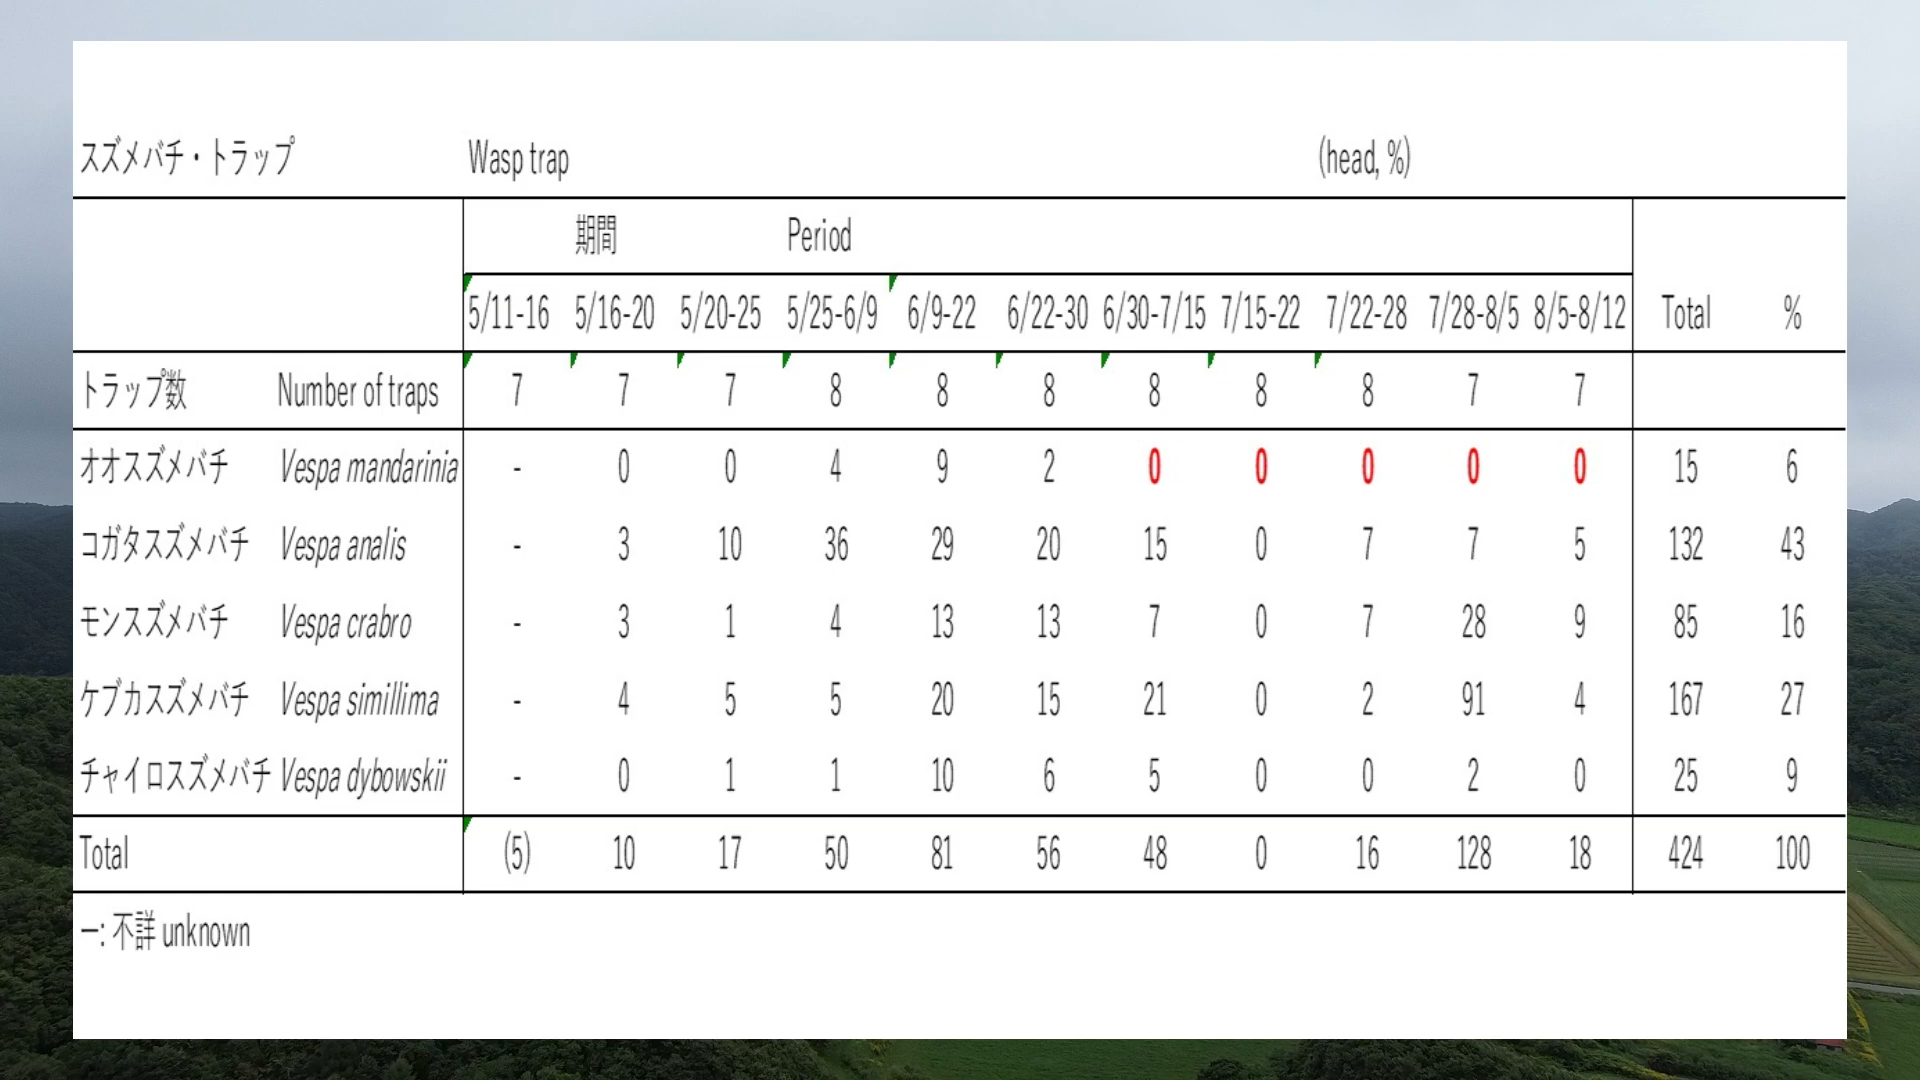 スズメバチ・トラップ Wasp trap (head, %)
期間 Period
5/11-16 5/16-20 5/20-25 5/25-6/9 6/9-22 6/22-30 6/30-7/15 7/15-22 7/22-28 7/28-8/5 8/5-8/12 Total %
トラップ数 Number of traps 7 7 7 8 8 8 8 8 8 7 7
オオスズメバチ Vespa mandarinia - 0 0 4 9 2 0 0 0 0 0 15 6
コガタスズメバチ Vespa analis - 3 10 36 29 20 15 0 7 7 5 132 43
モンスズメバチ Vespa crabro - 3 1 4 13 13 7 0 7 28 9 85 16
ケブカスズメバチ Vespa simillima - 4 5 5 20 15 21 0 2 91 4 167 27
チャイロスズメバチ Vespa dybowskii - 0 1 1 10 6 5 0 0 2 0 25 9
Total (5) 10 17 50 81 56 48 0 16 128 18 424 100
ー: 不詳 unknown